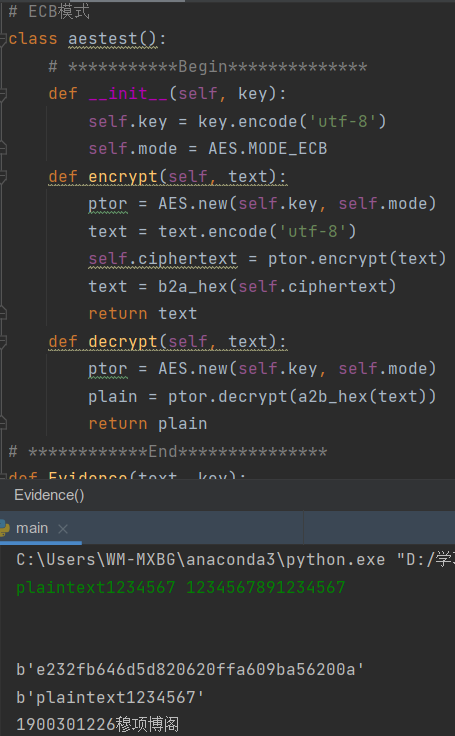 # ECB模式
class aestest():
    # ***********Begin**************
    def __init__(self, key):
        self.key = key.encode('utf-8')
        self.mode = AES.MODE_ECB
    def encrypt(self, text):
        ptor = AES.new(self.key, self.mode)
        text = text.encode('utf-8')
        self.ciphertext = ptor.encrypt(text)
        text = b2a_hex(self.ciphertext)
        return text
    def decrypt(self, text):
        ptor = AES.new(self.key, self.mode)
        plain = ptor.decrypt(a2b_hex(text))
        return plain
# ************End***************
def Evidence(text, key):
Evidence()
main
C:\Users\WM-MXBG\anaconda3\python.exe "D:/学习
plaintext1234567 1234567891234567
b'e232fb646d5d820620ffa609ba56200a'
b'plaintext1234567'
1900301226穆项博阁